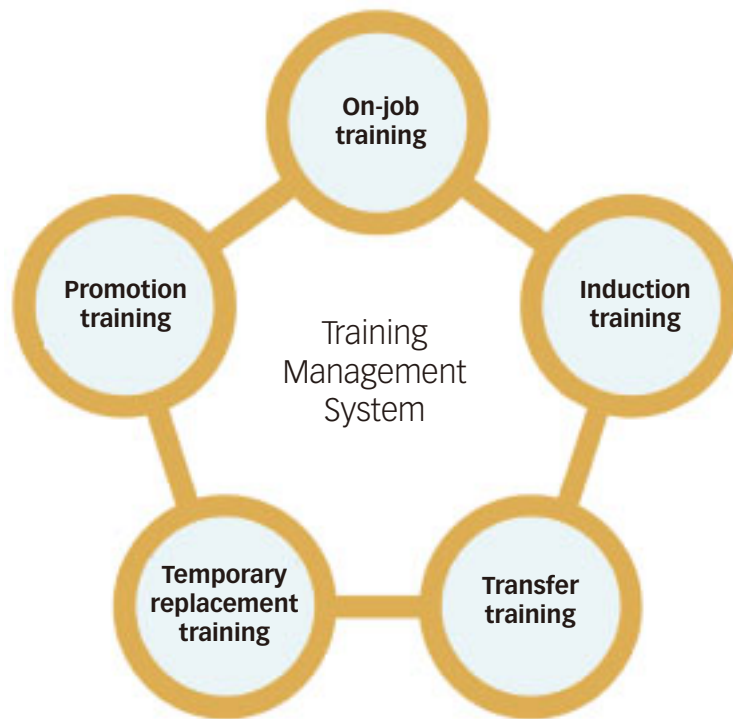 On-job
training
Promotion
training
Induction
training
Training
Management
System
Temporary
replacement
training
Transfer
training